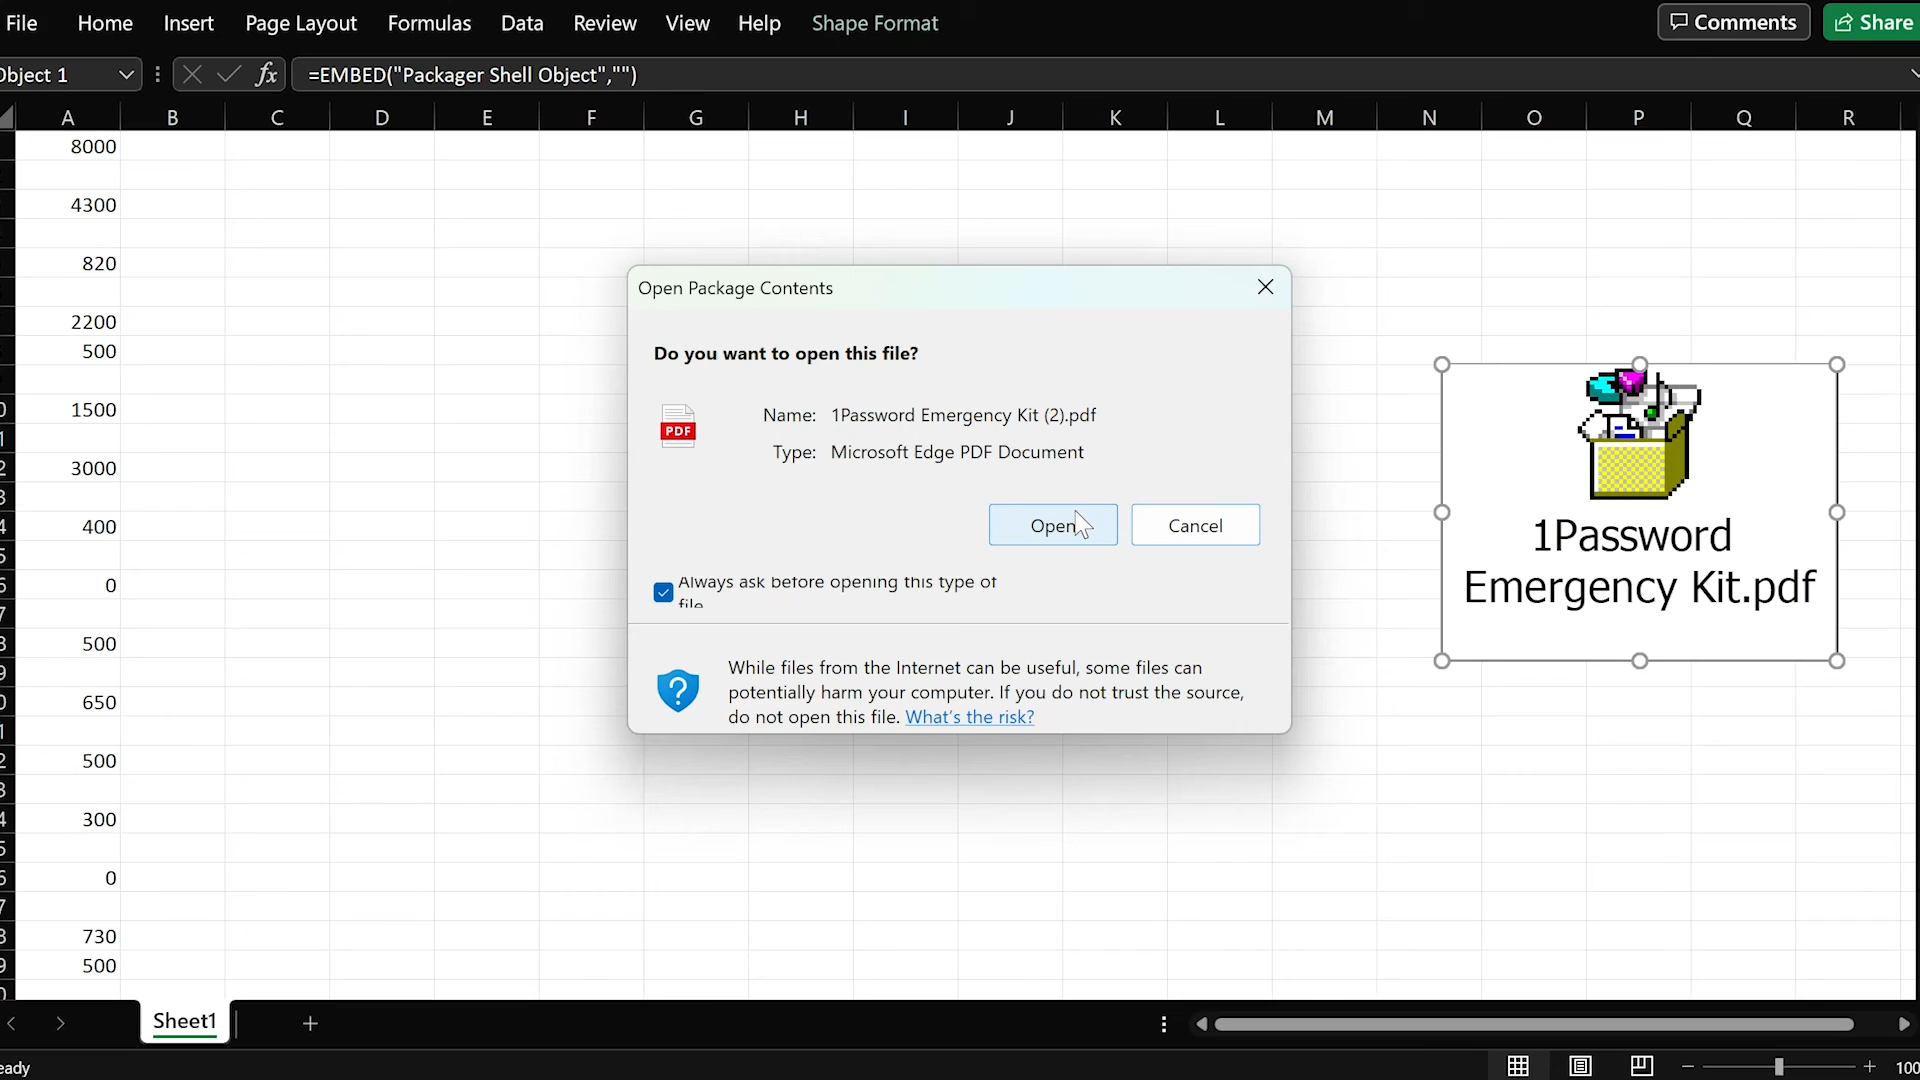 File Home Insert Page Layout Formulas Data Review View Help Shape Format Comments Share
Object 1 fx =EMBED("Packager Shell Object","")
A B C D E F G H I J K L M N O P Q R
8000
4300
820
Open Package Contents
2200
500
Do you want to open this file?
1500
PDF
Name: 1Password Emergency Kit (2).pdf
Type: Microsoft Edge PDF Document
3000
400
Open Cancel
1Password
Emergency Kit.pdf
0
Always ask before opening this type of
file
500
While files from the Internet can be useful, some files can
potentially harm your computer. If you do not trust the source,
do not open this file. What's the risk?
650
500
300
0
730
500
Sheet1
100